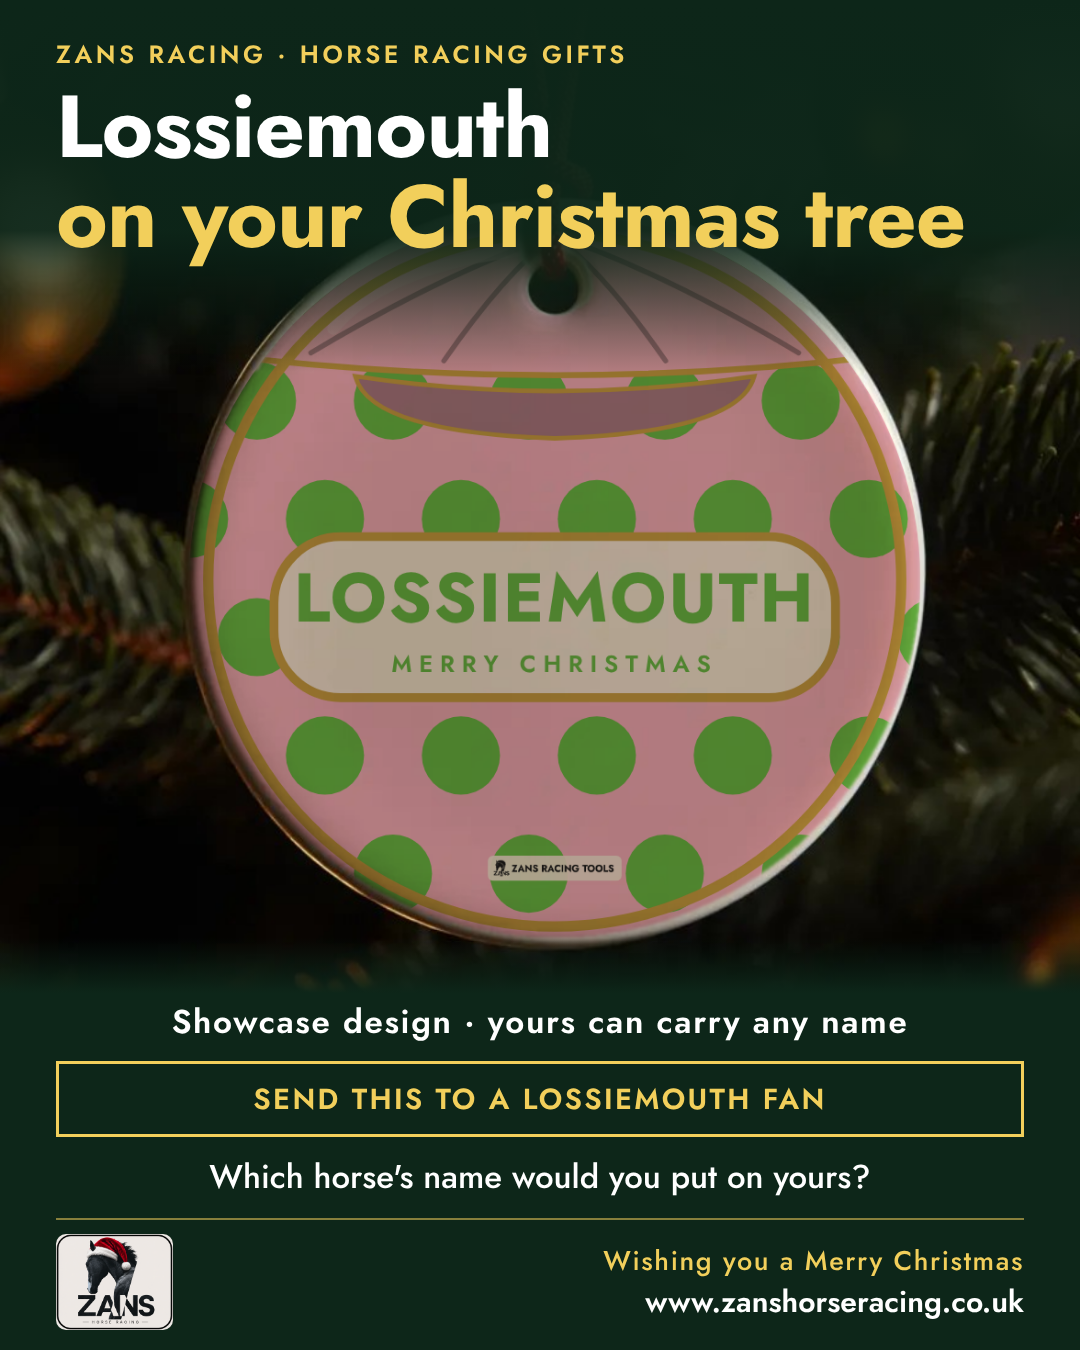 ZANS RACING · HORSE RACING GIFTS
Lossiemouth
on your Christmas tree
LOSSIEMOUTH
MERRY CHRISTMAS
ZANS RACING TOOLS
Showcase design · yours can carry any name
SEND THIS TO A LOSSIEMOUTH FAN
Which horse's name would you put on yours?
ZANS
HORSE RACING
Wishing you a Merry Christmas
www.zanshorseracing.co.uk